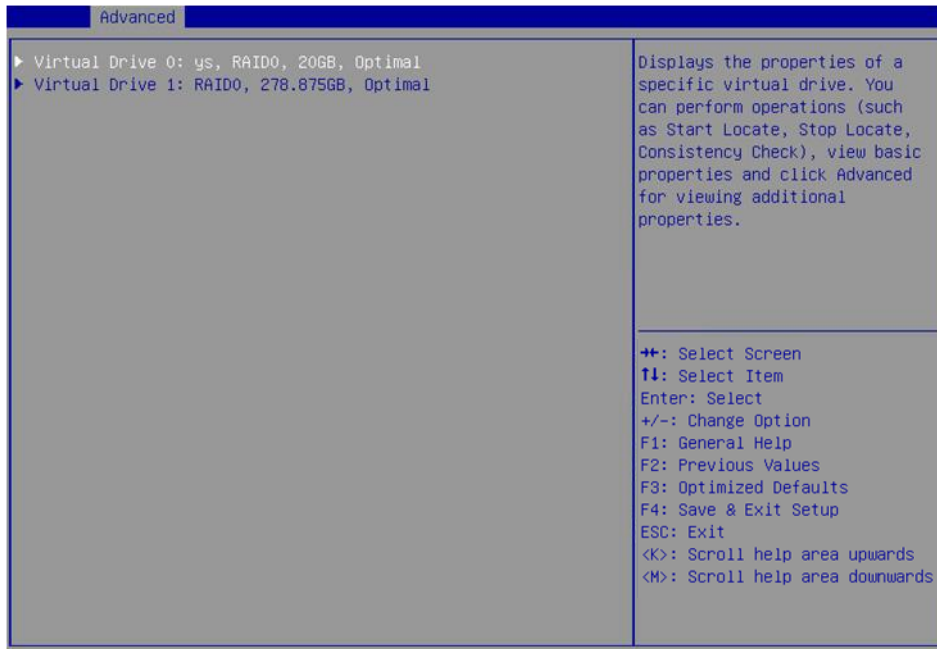 Advanced
Virtual Drive 0: ys, RAID0, 20GB, Optimal
Virtual Drive 1: RAID0, 278.875GB, Optimal
Displays the properties of a
specific virtual drive. You
can perform operations (such
as Start Locate, Stop Locate,
Consistency Check), view basic
properties and click Advanced
for viewing additional
properties.
→←: Select Screen
↑↓: Select Item
Enter: Select
+/-: Change Option
F1: General Help
F2: Previous Values
F3: Optimized Defaults
F4: Save & Exit Setup
ESC: Exit
<K>: Scroll help area upwards
<M>: Scroll help area downwards